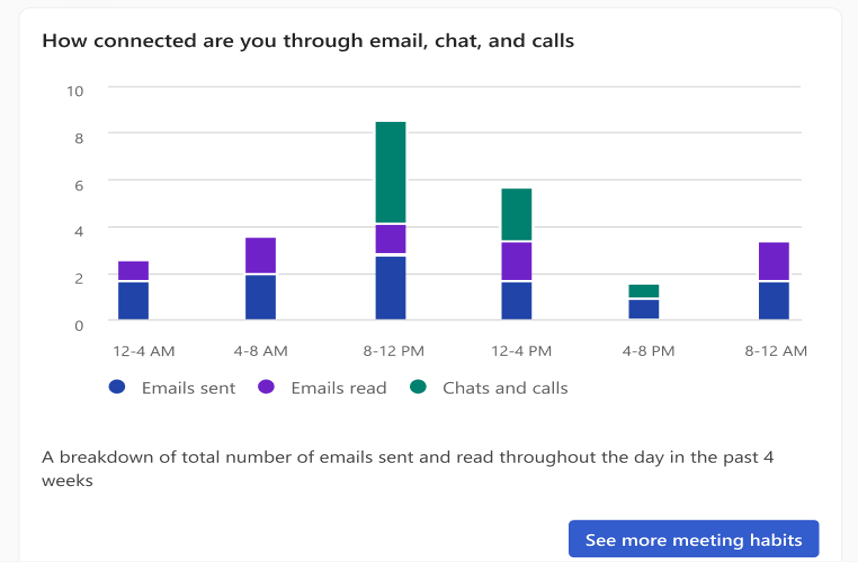 How connected are you through email, chat, and calls
10
8
6
4
2
0
12-4 AM 4-8 AM 8-12 PM 12-4 PM 4-8 PM 8-12 AM
Emails sent Emails read Chats and calls
A breakdown of total number of emails sent and read throughout the day in the past 4
weeks
See more meeting habits